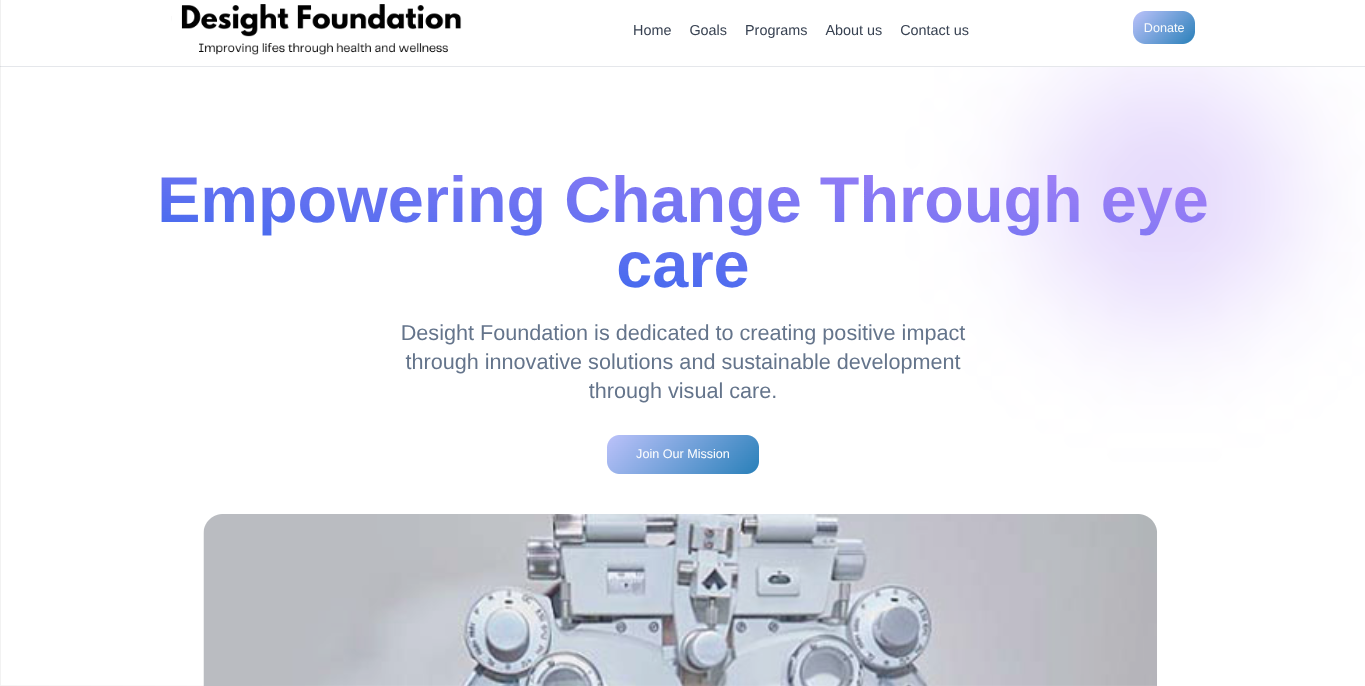 Desight Foundation
Improving lifes through health and wellness
Home Goals Programs About us Contact us
Donate
Empowering Change Through eye
care
Desight Foundation is dedicated to creating positive impact
through innovative solutions and sustainable development
through visual care.
Join Our Mission